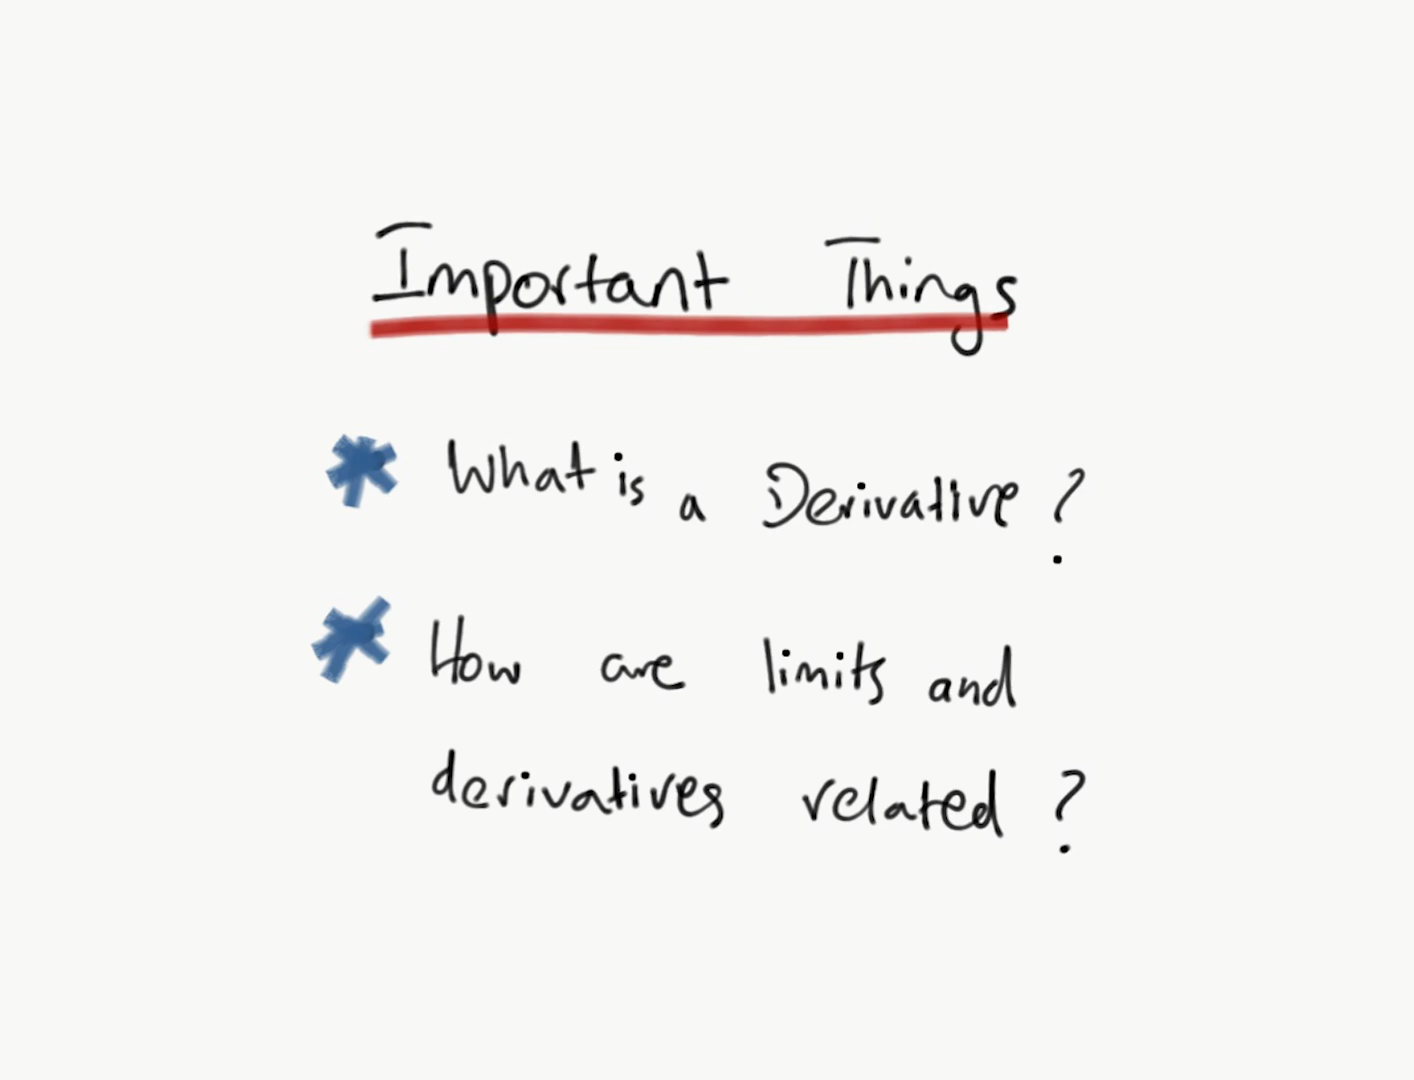 Important Things
* What is a Derivative?
* How are limits and
derivatives related?